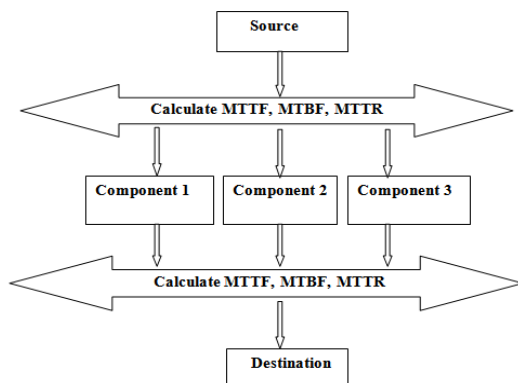 Source
Calculate MTTF, MTBF, MTTR
Component 1
Component 2
Component 3
Calculate MTTF, MTBF, MTTR
Destination